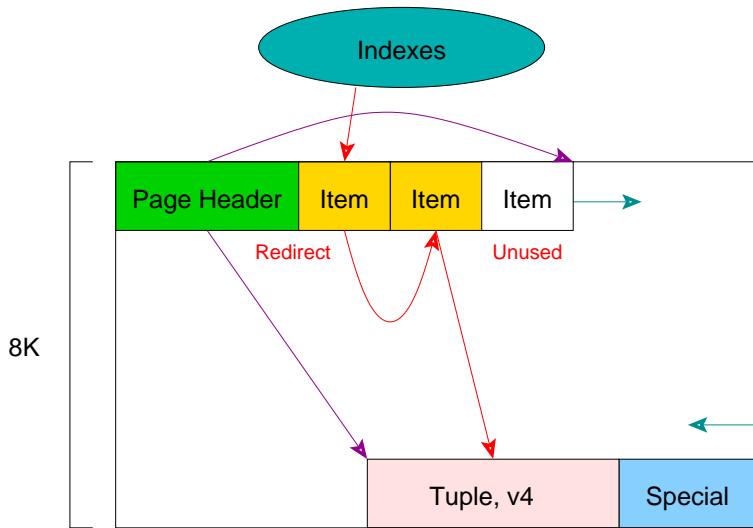 Indexes
Page Header
Item
Item
Item
Redirect
Unused
8K
Tuple, v4
Special